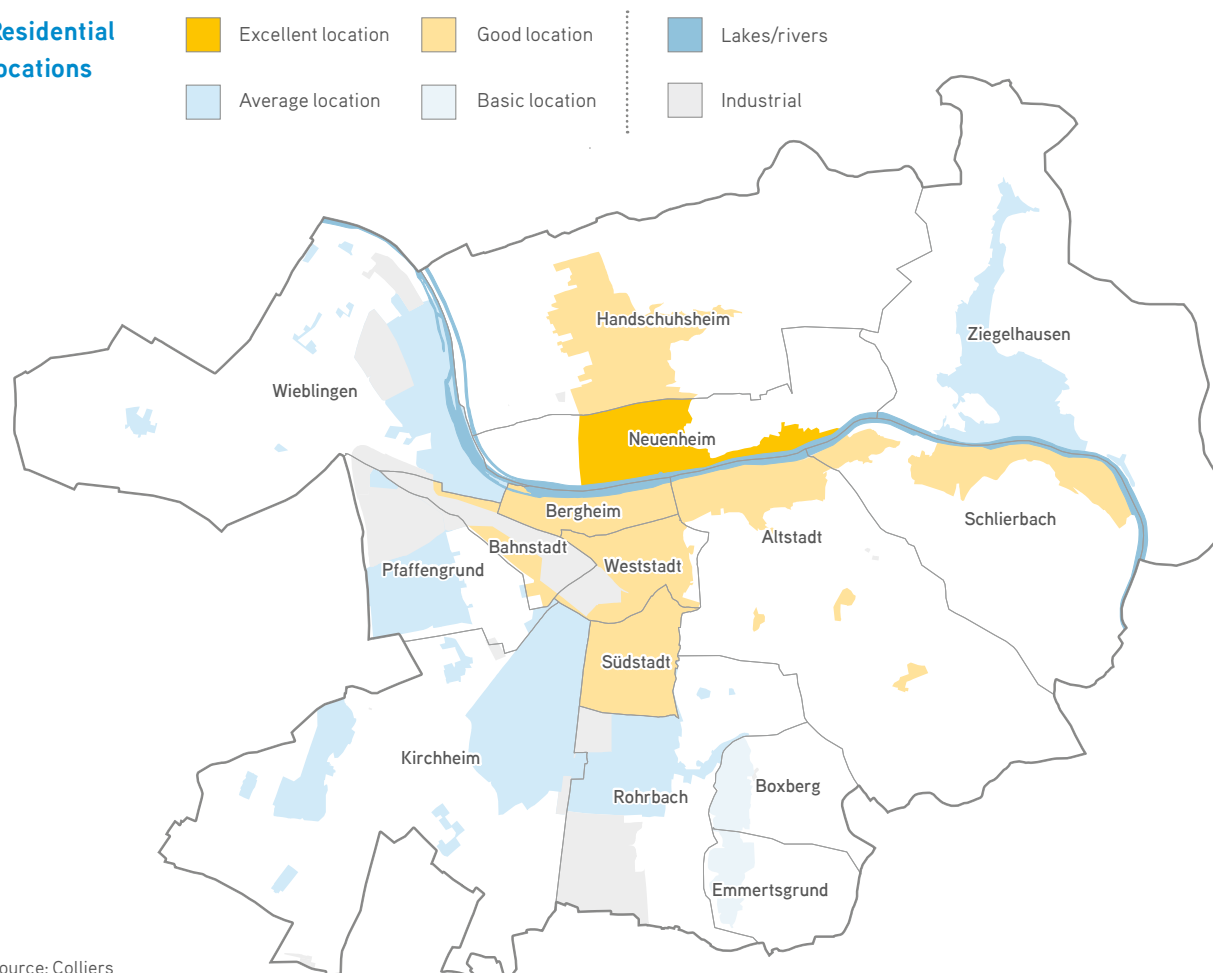 Residential
locations
Excellent location
Good location
Lakes/rivers
Average location
Basic location
Industrial
Handschuhsheim
Ziegelhausen
Wieblingen
Neuenheim
Bergheim
Schlierbach
Altstadt
Bahnstadt
Weststadt
Pfaffengrund
Südstadt
Kirchheim
Boxberg
Rohrbach
Emmertsgrund
Source: Colliers